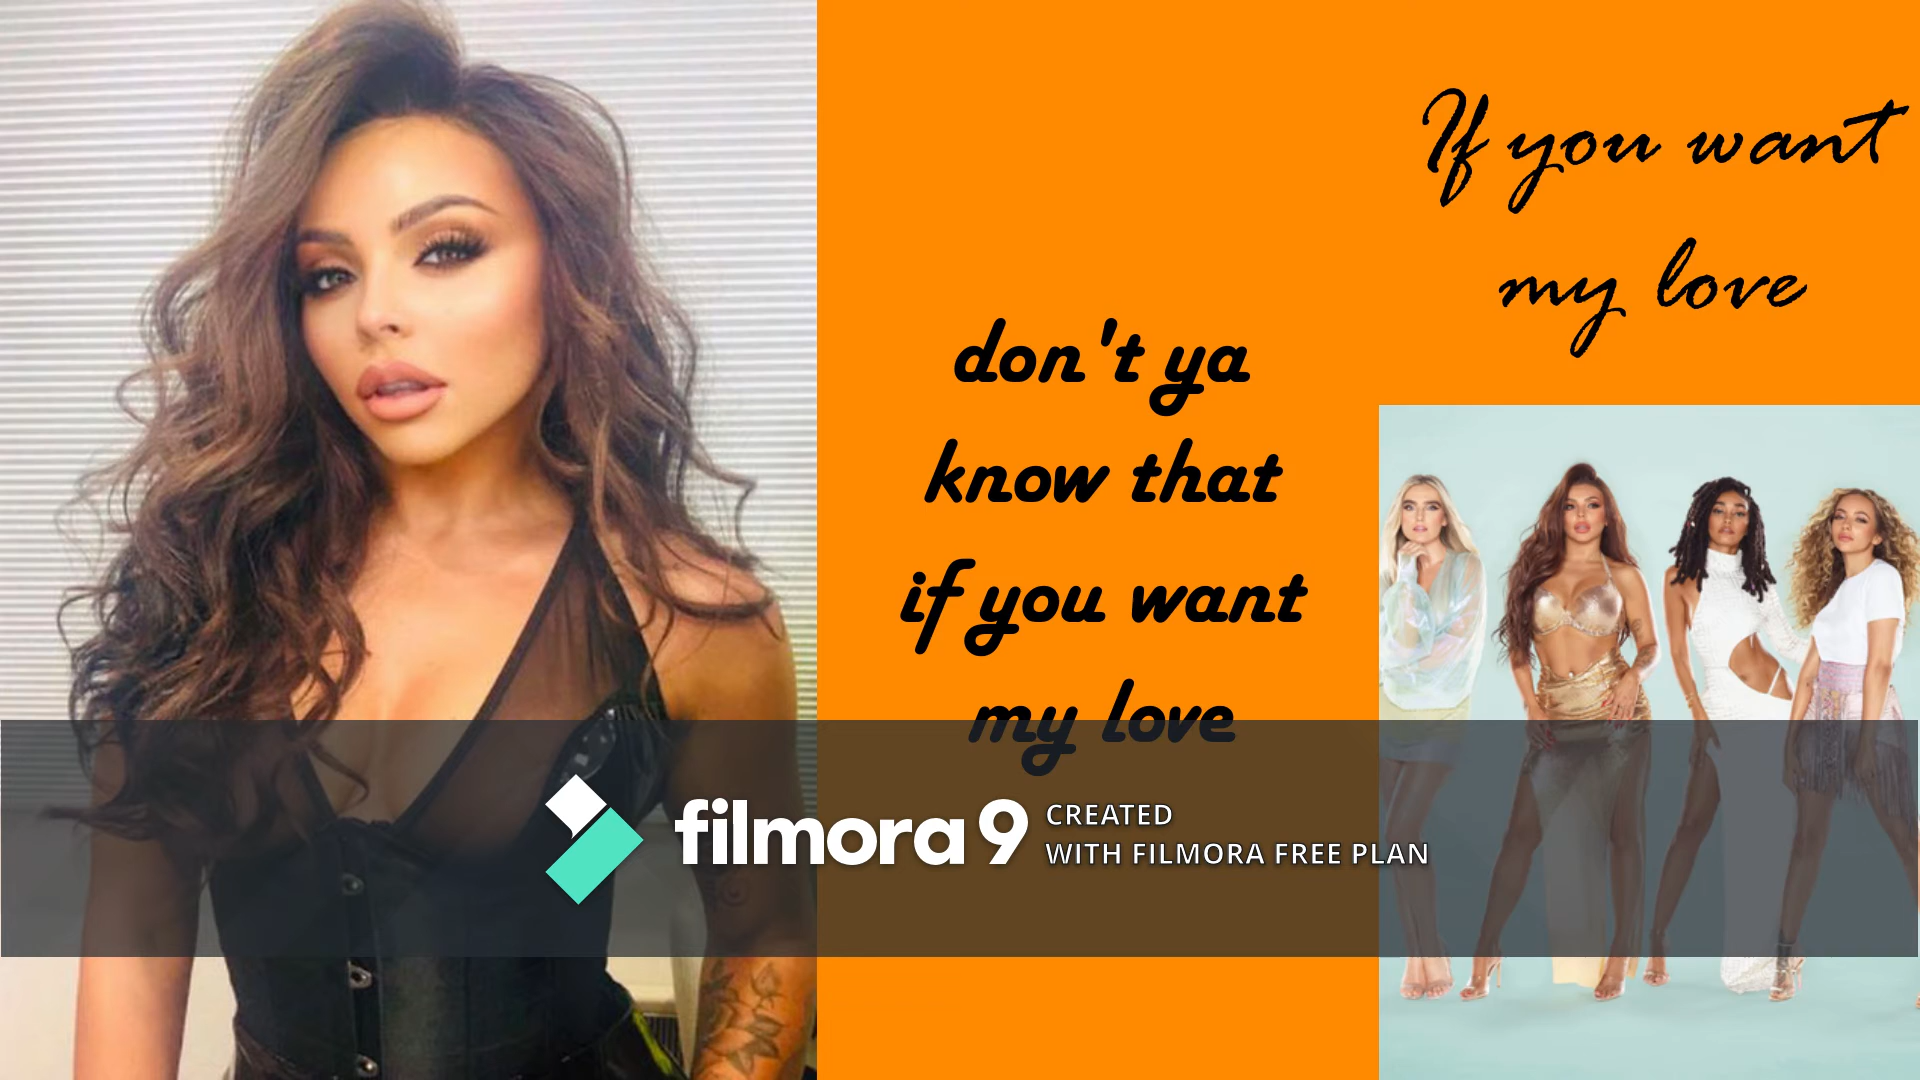 don't ya
know that
if you want
my love
If you want
my love
filmora 9
CREATED
WITH FILMORA FREE PLAN